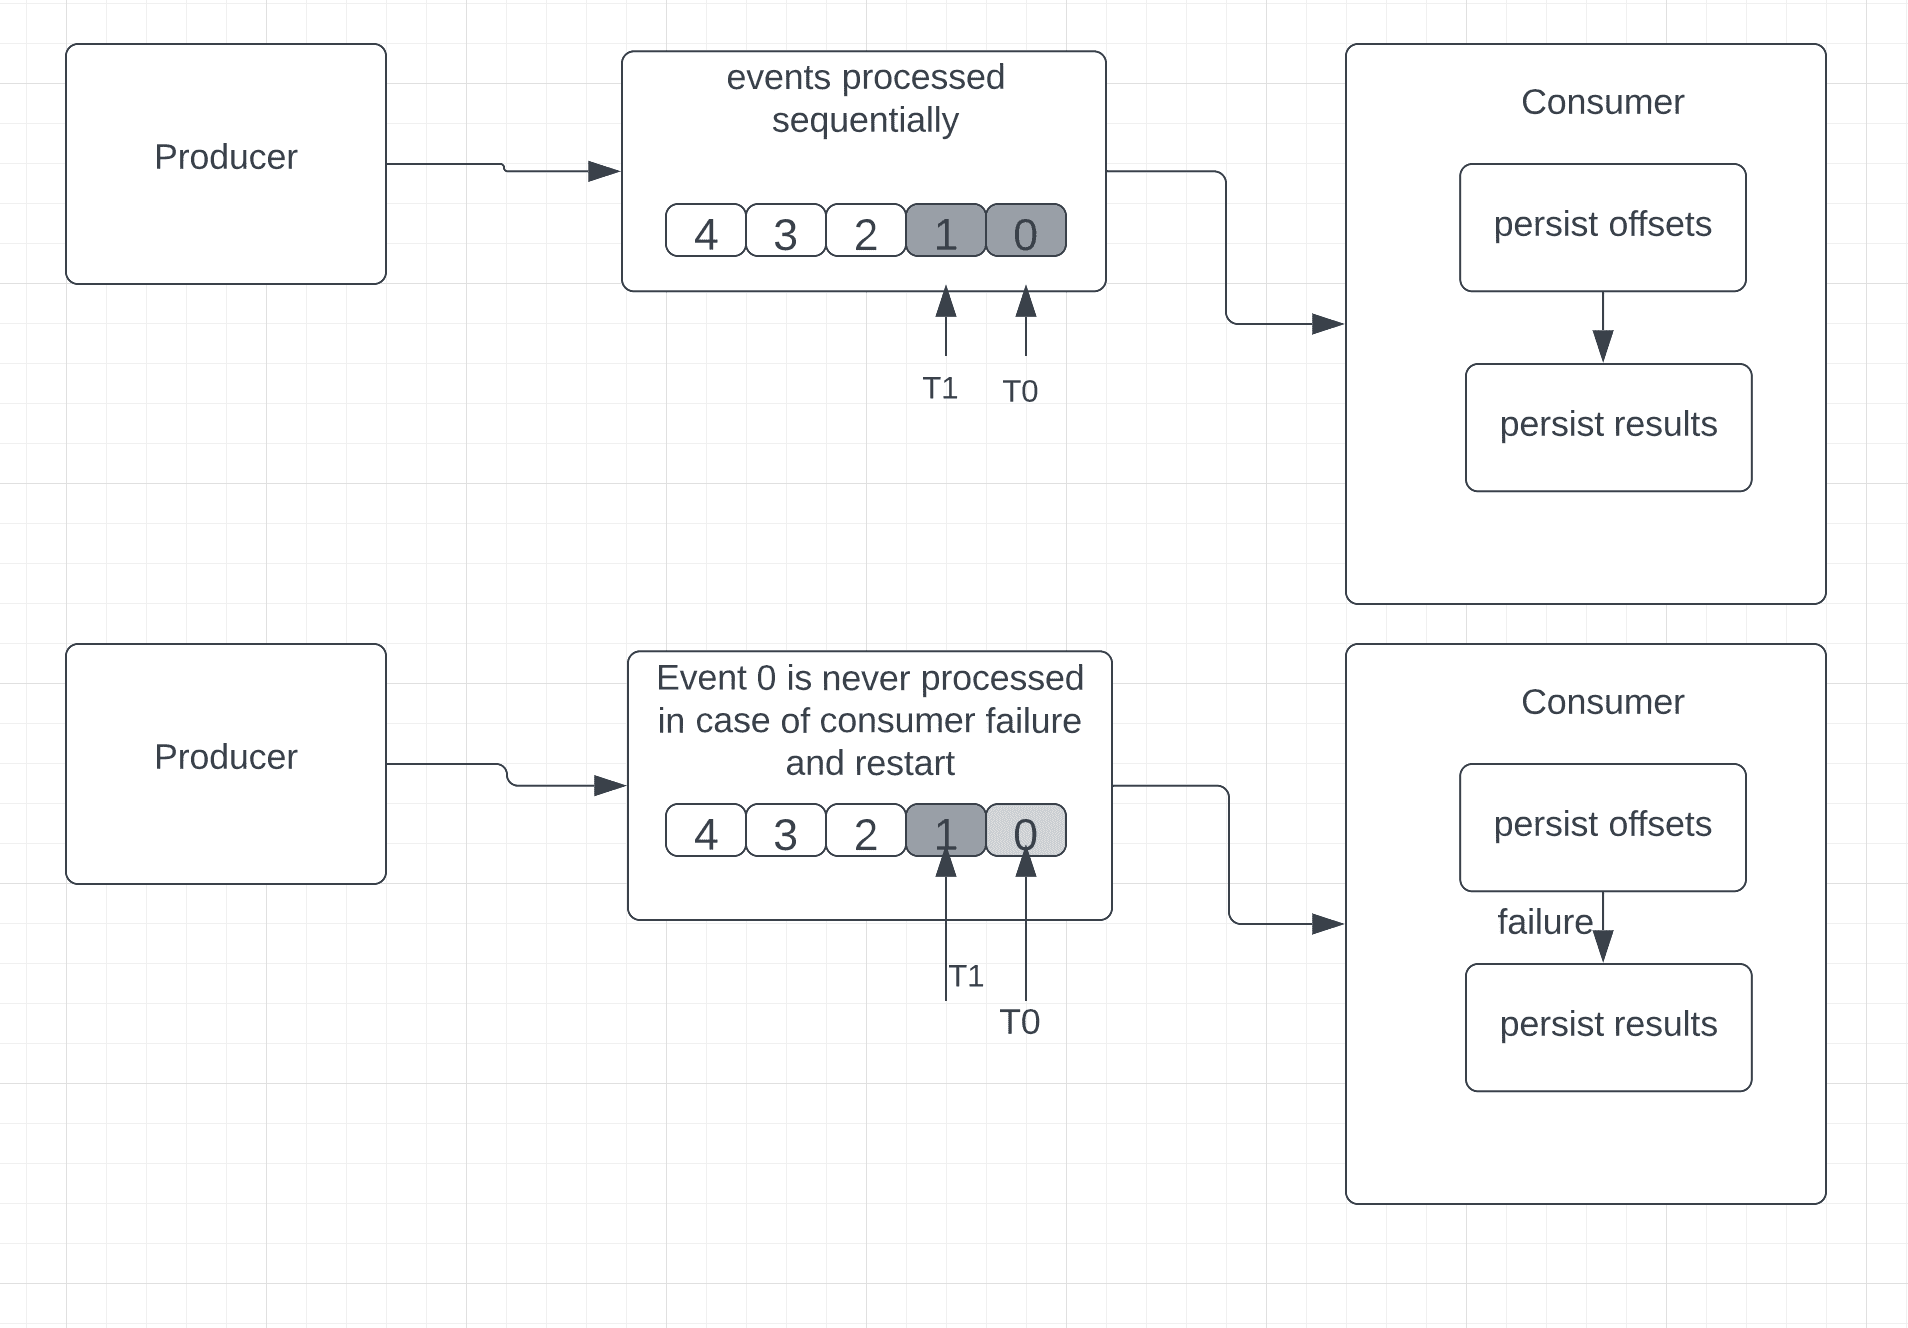 Producer
events processed
sequentially
4 3 2 1 0
T1 T0
Consumer
persist offsets
persist results
Producer
Event 0 is never processed
in case of consumer failure
and restart
4 3 2 1 0
T1
T0
Consumer
persist offsets
failure
persist results